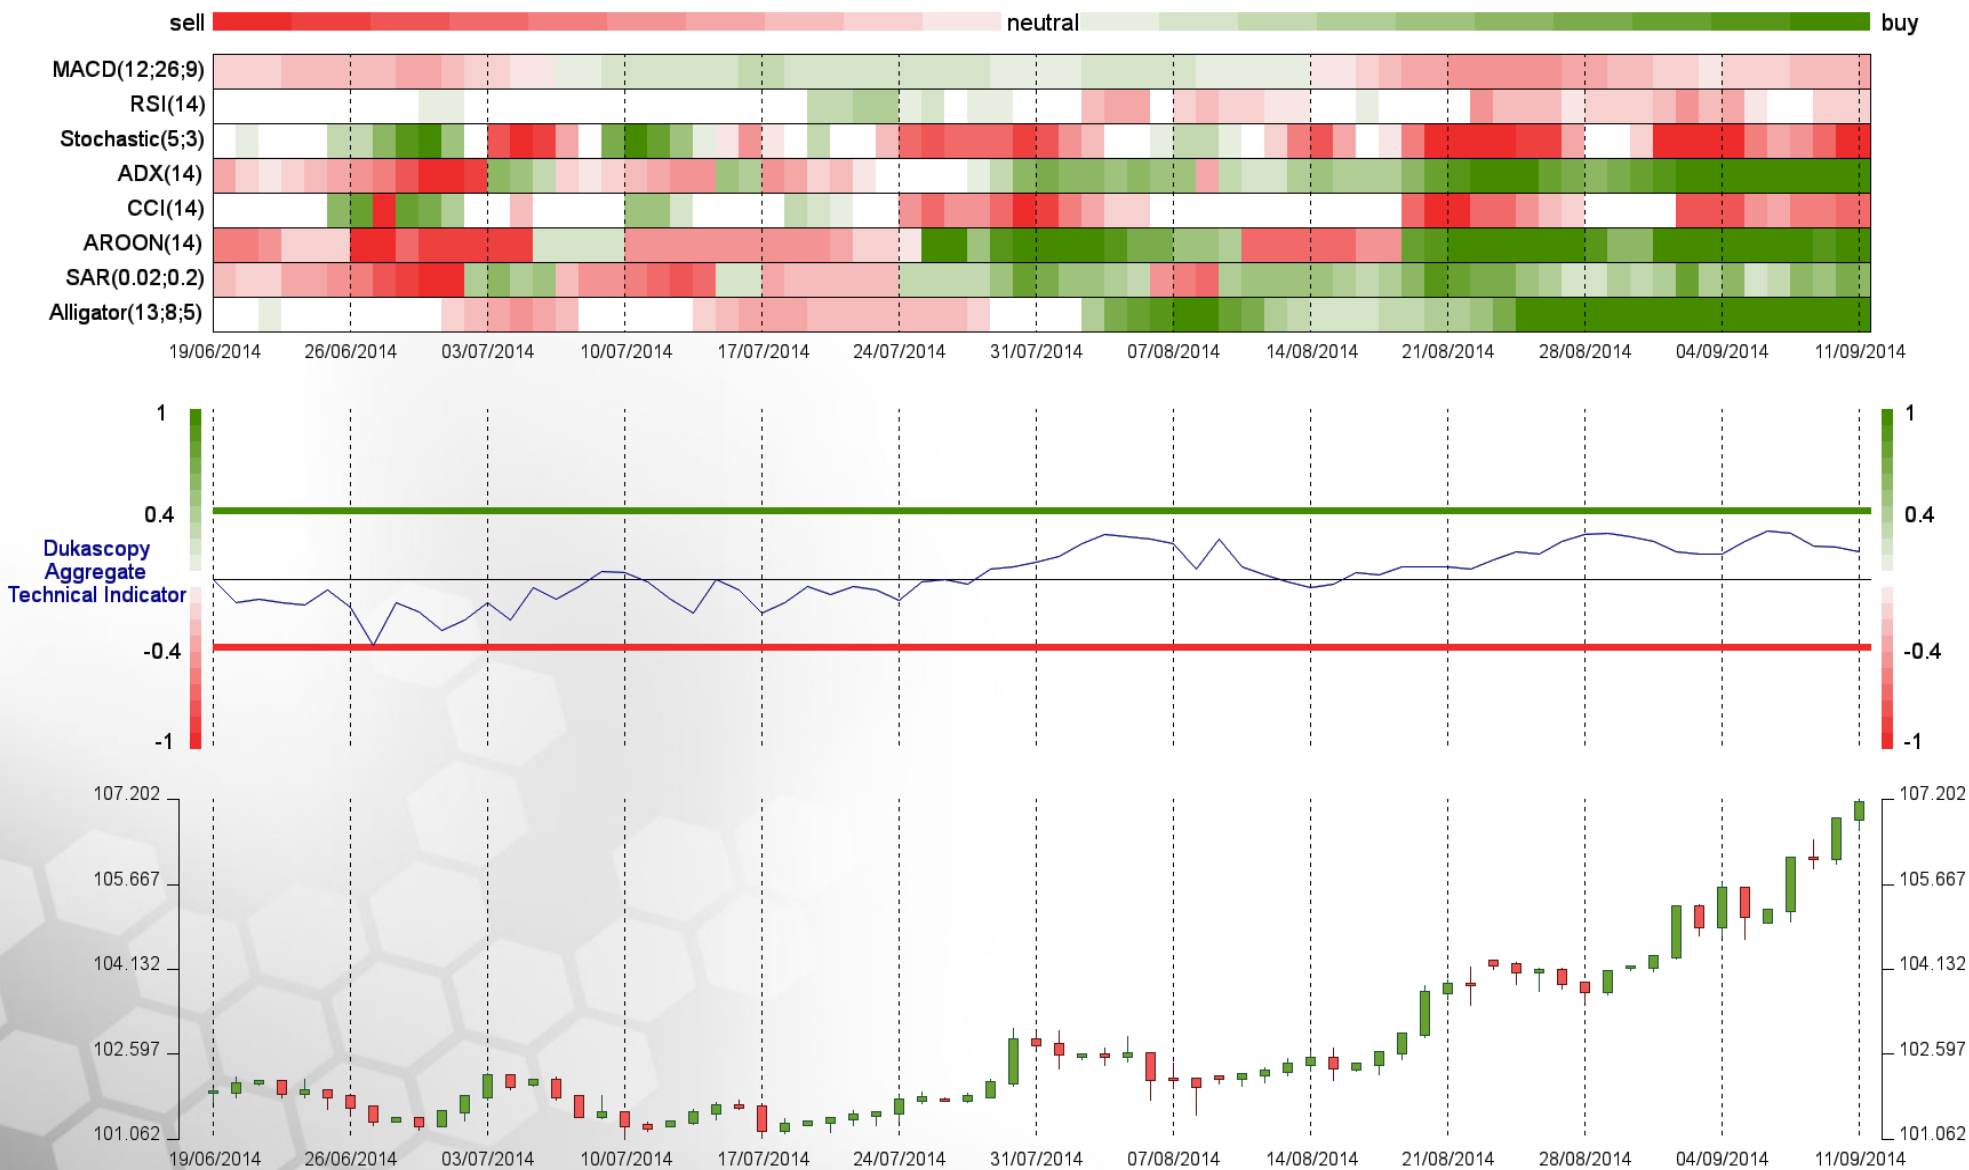 sell neutral buy
MACD(12;26;9)
RSI(14)
Stochastic(5;3)
ADX(14)
CCI(14)
AROON(14)
SAR(0.02;0.2)
Alligator(13;8;5)
19/06/2014 26/06/2014 03/07/2014 10/07/2014 17/07/2014 24/07/2014 31/07/2014 07/08/2014 14/08/2014 21/08/2014 28/08/2014 04/09/2014 11/09/2014
1 1
0.4 0.4
Dukascopy
Aggregate
Technical Indicator
-0.4 -0.4
-1 -1
107.202 107.202
105.667 105.667
104.132 104.132
102.597 102.597
101.062 101.062
19/06/2014 26/06/2014 03/07/2014 10/07/2014 17/07/2014 24/07/2014 31/07/2014 07/08/2014 14/08/2014 21/08/2014 28/08/2014 04/09/2014 11/09/2014